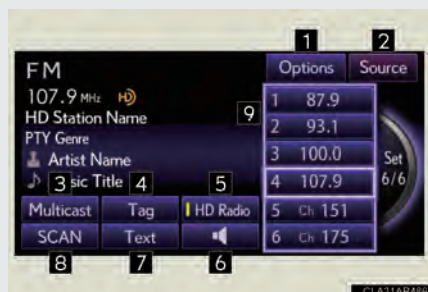 1 2
Options Source
FM
107.9 MHz HD
HD Station Name
PTY Genre
Artist Name
Title
9
1 87.9
2 93.1
3 100.0
4 107.9
5 Ch 151
6 Ch 175
Set
6/6
3 4 5
Multicast Tag HD Radio
SCAN Text
8 7 6